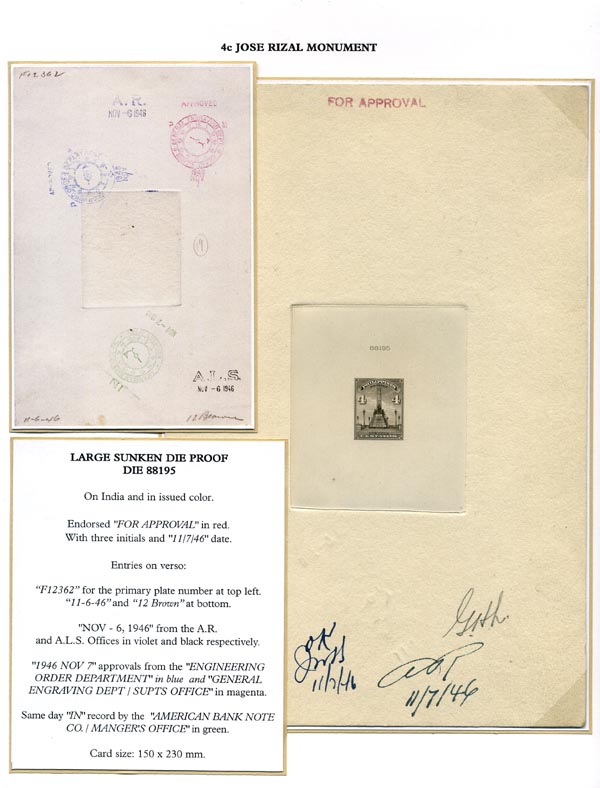 4c JOSE RIZAL MONUMENT
F12362
A. R.
NOV -6 1946
APPROVED
FOR APPROVAL
A.L.S.
NOV -6 1946
11-6-46
12 Brown
88195
4 4
CENTAVOS
OK
11/7/46
11/7/46
LARGE SUNKEN DIE PROOF
DIE 88195
On India and in issued color.
Endorsed "FOR APPROVAL" in red.
With three initials and "11/7/46" date.
Entries on verso:
"F12362" for the primary plate number at top left.
"11-6-46" and "12 Brown" at bottom.
"NOV - 6, 1946" from the A.R.
and A.L.S. Offices in violet and black respectively.
"1946 NOV 7" approvals from the "ENGINEERING
ORDER DEPARTMENT" in blue and "GENERAL
ENGRAVING DEPT / SUPTS OFFICE" in magenta.
Same day "IN" record by the "AMERICAN BANK NOTE
CO. / MANGER'S OFFICE" in green.
Card size: 150 x 230 mm.